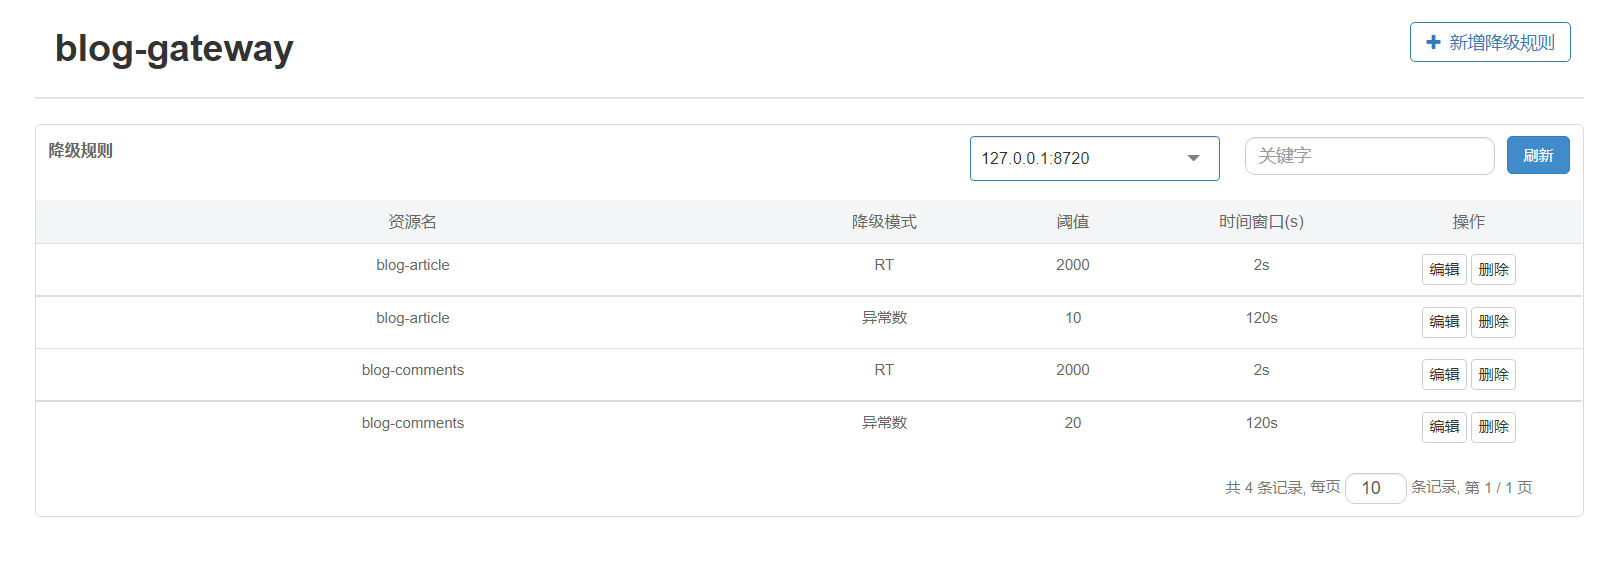 blog-gateway
新增降级规则
降级规则
127.0.0.1:8720
关键字
刷新
资源名 降级模式 阈值 时间窗口(s) 操作
blog-article RT 2000 2s 编辑 删除
blog-article 异常数 10 120s 编辑 删除
blog-comments RT 2000 2s 编辑 删除
blog-comments 异常数 20 120s 编辑 删除
共 4 条记录, 每页 10 条记录, 第 1 / 1 页